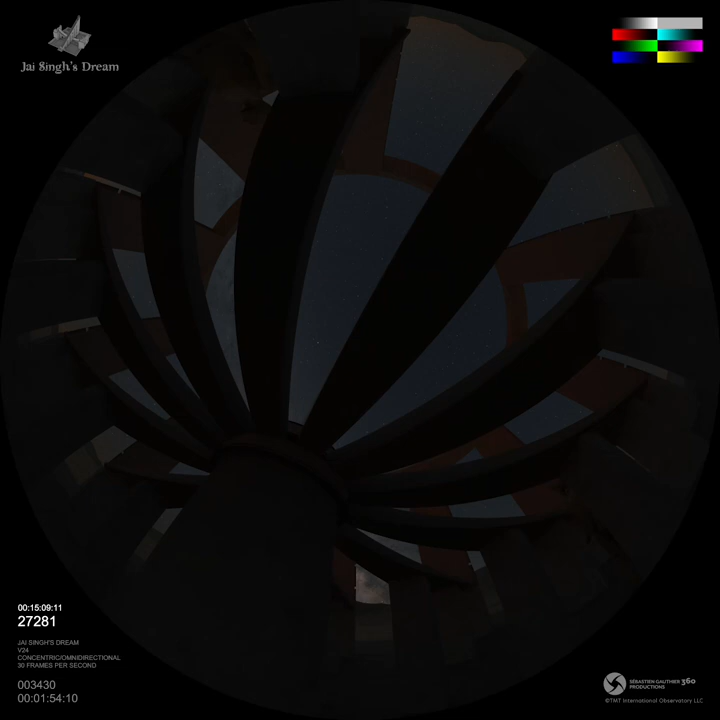 Jai Singh's Dream
00:15:09:11
27281
JAI SINGH'S DREAM
V24
CONCENTRIC/OMNIDIRECTIONAL
30 FRAMES PER SECOND
003430
00:01:54:10
SÉBASTIEN GAUTHIER 360
PRODUCTIONS
©TMT International Observatory LLC